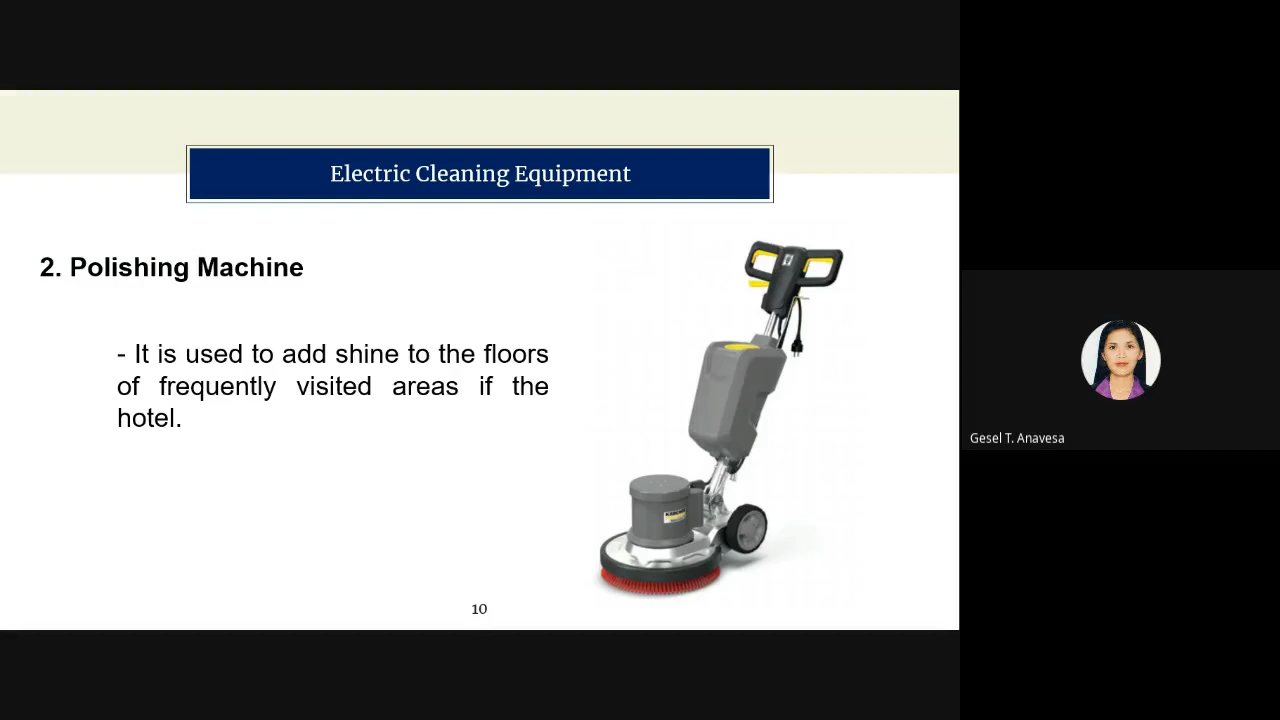 Electric Cleaning Equipment
2. Polishing Machine
- It is used to add shine to the floors
of frequently visited areas if the
hotel.
10
Gesel T. Anavesa